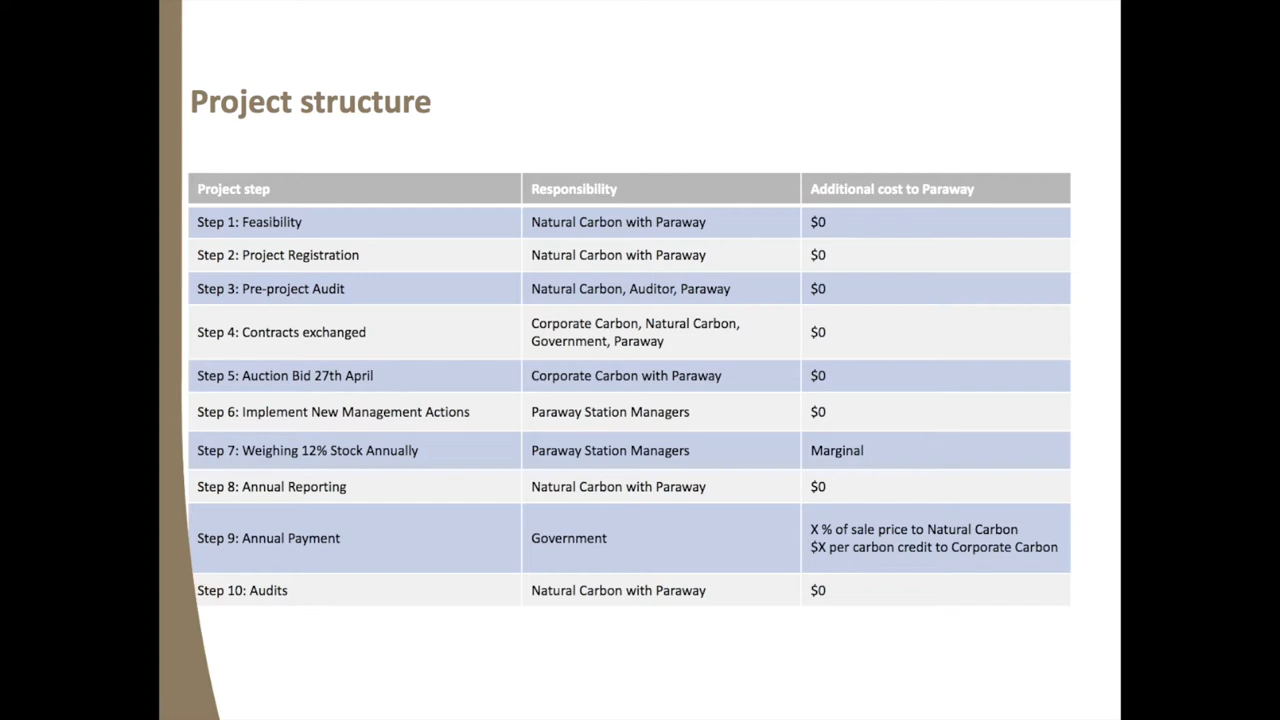 Project structure
Project step Responsibility Additional cost to Paraway
Step 1: Feasibility Natural Carbon with Paraway $0
Step 2: Project Registration Natural Carbon with Paraway $0
Step 3: Pre-project Audit Natural Carbon, Auditor, Paraway $0
Step 4: Contracts exchanged Corporate Carbon, Natural Carbon, $0
Government, Paraway
Step 5: Auction Bid 27th April Corporate Carbon with Paraway $0
Step 6: Implement New Management Actions Paraway Station Managers $0
Step 7: Weighing 12% Stock Annually Paraway Station Managers Marginal
Step 8: Annual Reporting Natural Carbon with Paraway $0
Step 9: Annual Payment Government X % of sale price to Natural Carbon
$X per carbon credit to Corporate Carbon
Step 10: Audits Natural Carbon with Paraway $0